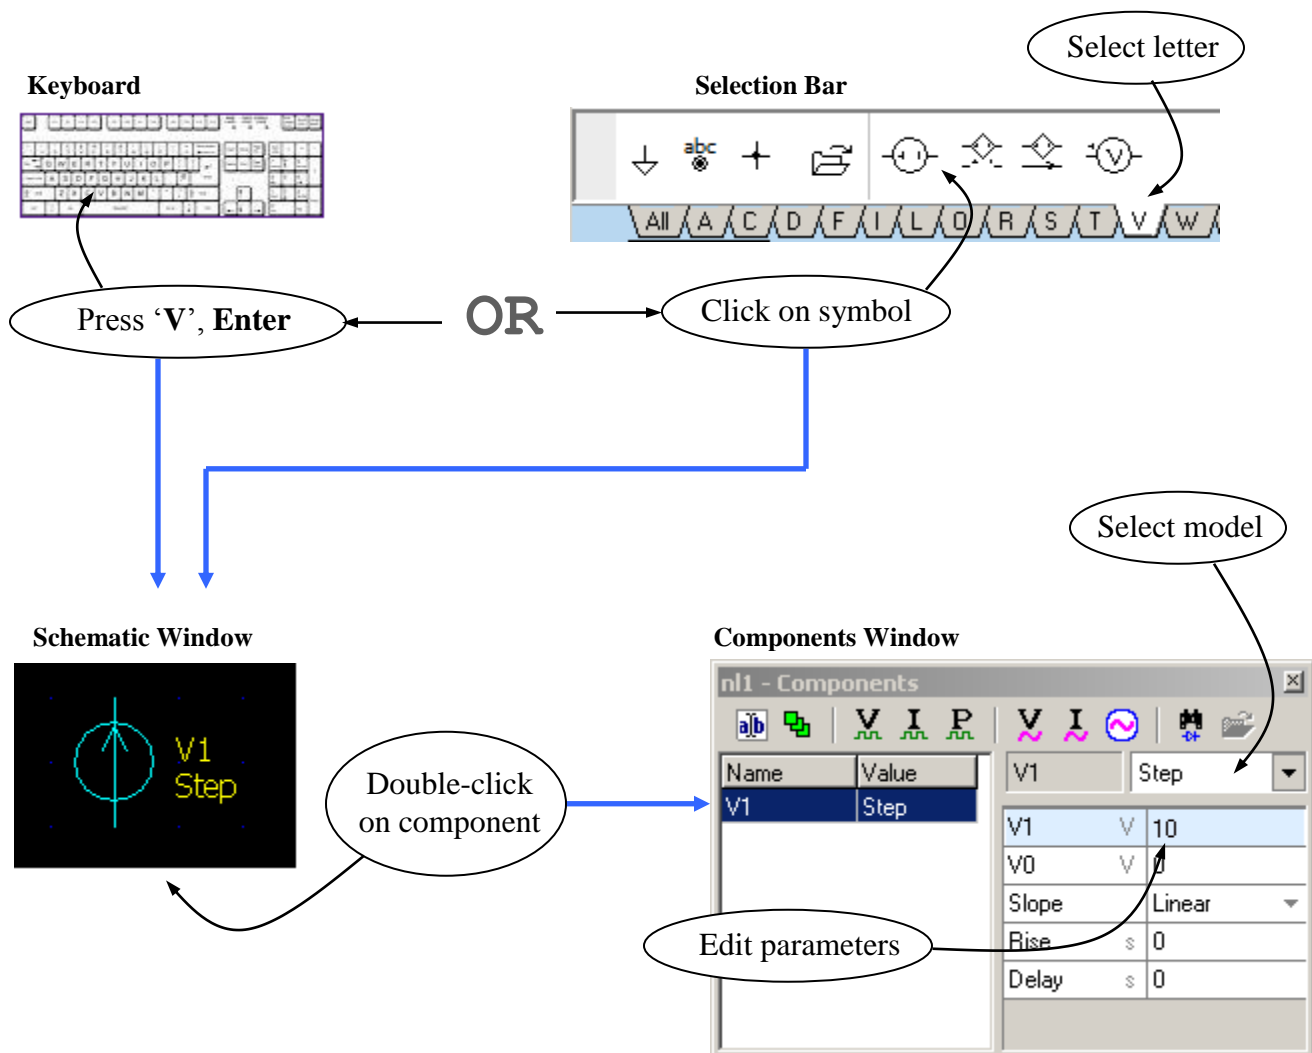 Select letter
Keyboard
Selection Bar
abc
All A C D F I L O R S T V W
Press ‘V’, Enter
OR
Click on symbol
Select model
Schematic Window
Components Window
V1
Step
Double-click
on component
nl1 - Components
V I P V I
Name Value
V1 Step
V1 Step
V1 V 10
V0 V 0
Slope Linear
Rise s 0
Delay s 0
Edit parameters